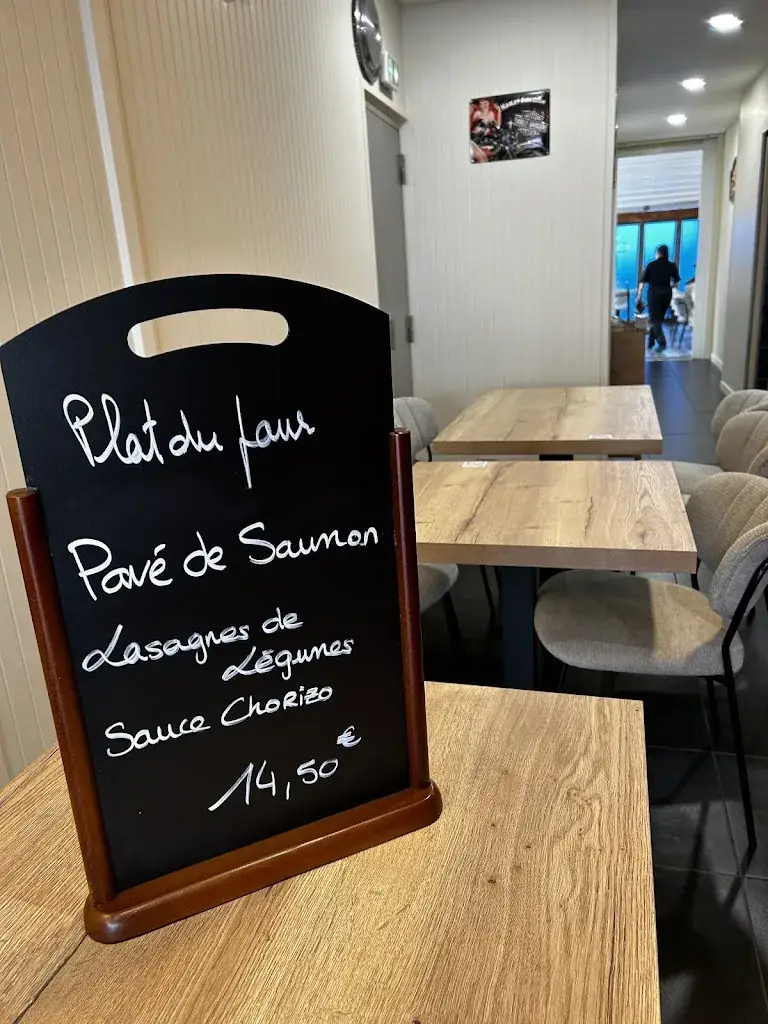 Plat du jour
Pavé de Saumon
Lasagnes de
Légumes
Sauce Chorizo
14,50 €